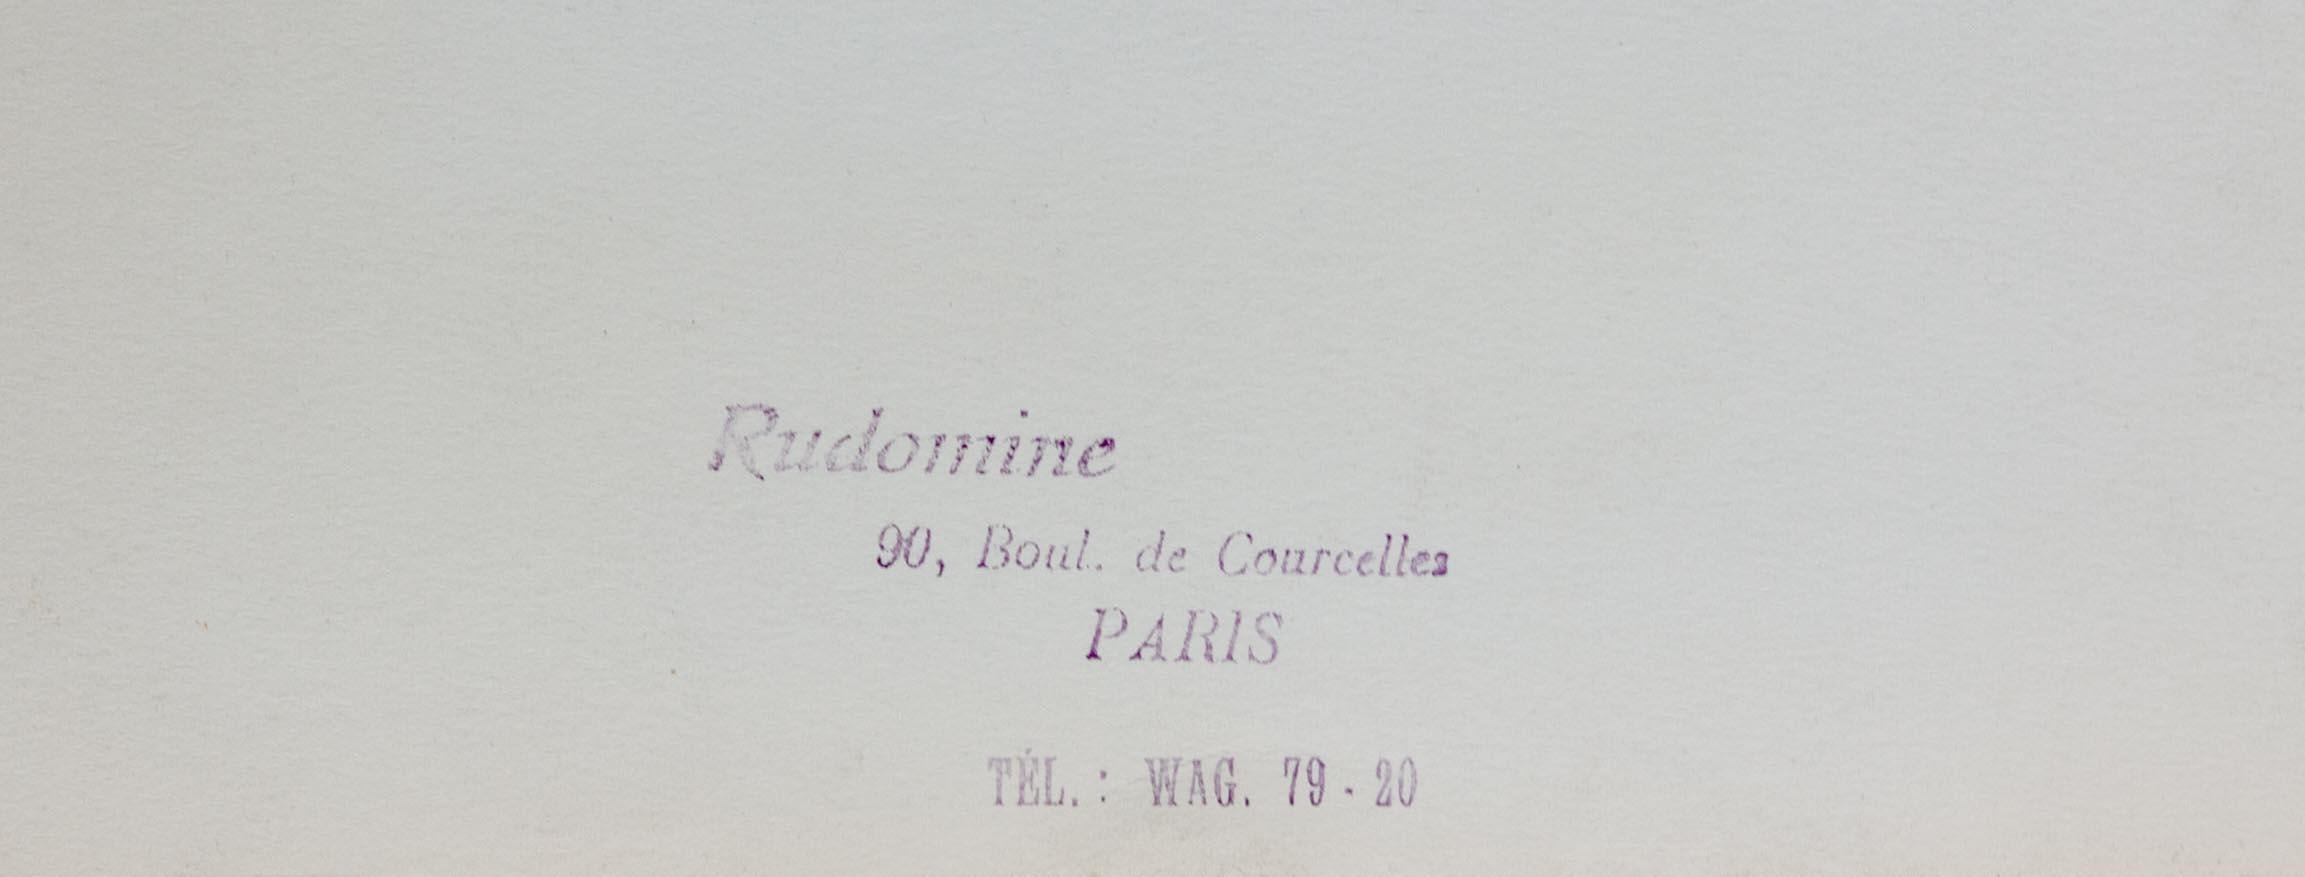 Rudomine
90, Boul. de Courcelles
PARIS
TÉL. : WAG. 79 - 20